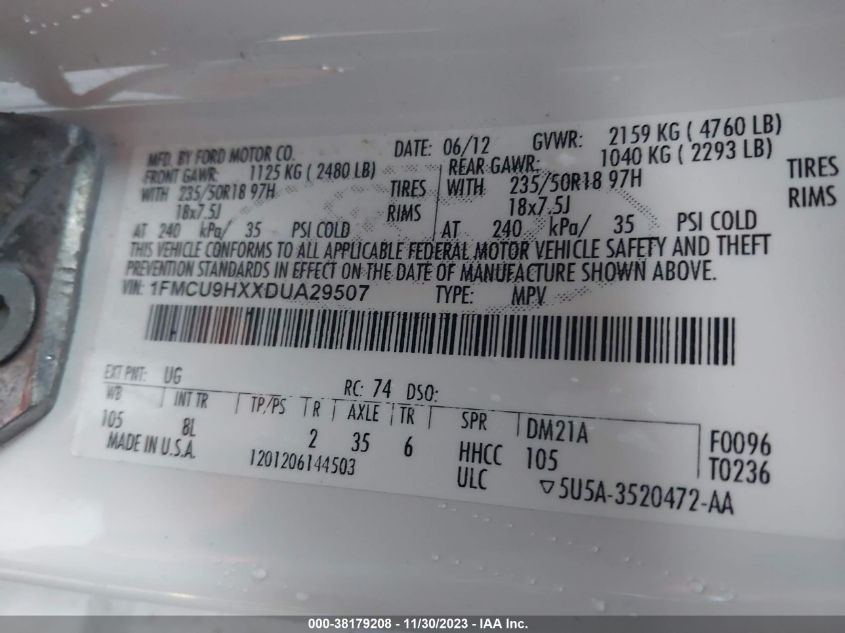 MFD. BY FORD MOTOR CO. DATE: 06/12 GVWR: 2159 KG ( 4760 LB)
FRONT GAWR: 1125 KG ( 2480 LB) REAR GAWR: 1040 KG ( 2293 LB)
WITH 235/50R18 97H TIRES WITH 235/50R18 97H TIRES
18x7.5J RIMS 18x7.5J RIMS
AT 240 kPa/ 35 PSI COLD AT 240 kPa/ 35 PSI COLD
THIS VEHICLE CONFORMS TO ALL APPLICABLE FEDERAL MOTOR VEHICLE SAFETY AND THEFT
PREVENTION STANDARDS IN EFFECT ON THE DATE OF MANUFACTURE SHOWN ABOVE.
VIN: 1FMCU9HXXDUA29507 TYPE: MPV
EXT PNT: UG RC: 74 DSO:
WB INT TR TP/PS R AXLE TR SPR DM21A F0096
105 8L 2 35 6 HHCC 105 T0236
MADE IN U.S.A. 1201206144503 ULC ▽5U5A-3520472-AA
000-38179208 - 11/30/2023 - IAA Inc.